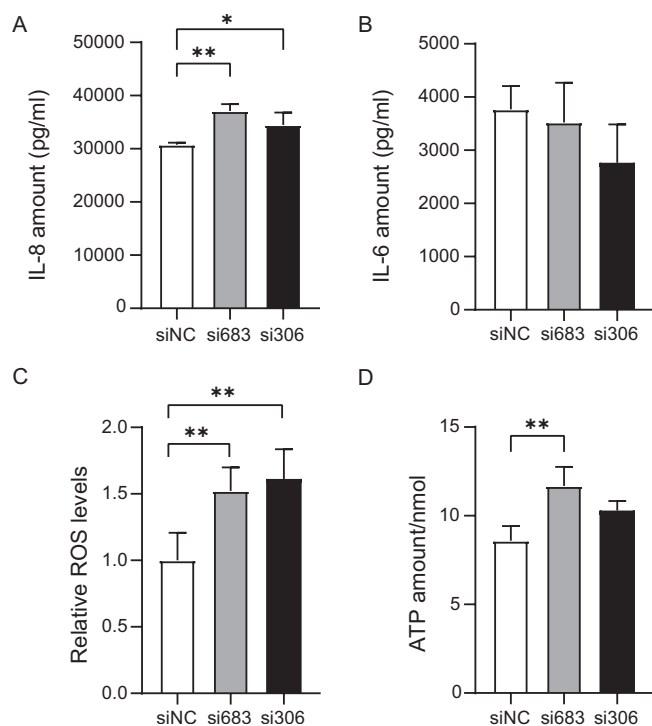 A
IL-8 amount (pg/ml)
50000
40000
30000
20000
10000
0
*
**
siNC si683 si306
B
IL-6 amount (pg/ml)
5000
4000
3000
2000
1000
0
siNC si683 si306
C
Relative ROS levels
2.0
1.5
1.0
0.5
0.0
**
**
siNC si683 si306
D
ATP amount/nmol
15
10
5
0
**
siNC si683 si306